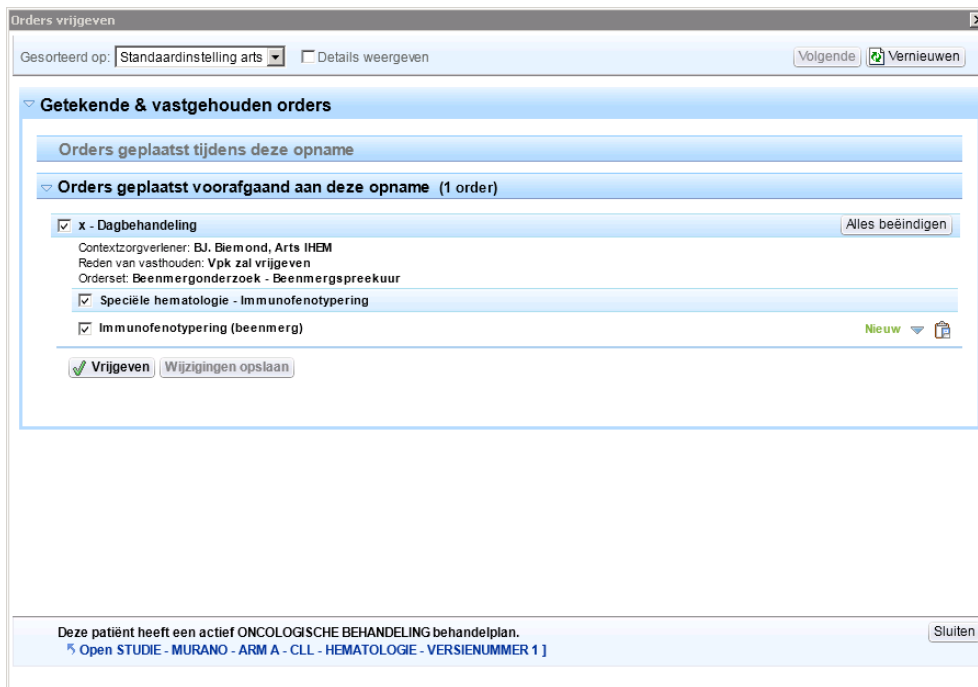 Orders vrijgeven
Gesorteerd op: Standaardinstelling arts Details weergeven Volgende Vernieuwen
Getekende & vastgehouden orders
Orders geplaatst tijdens deze opname
Orders geplaatst voorafgaand aan deze opname (1 order)
x - Dagbehandeling Alles beëindigen
Contextzorgverlener: BJ. Biemond, Arts IHEM
Reden van vasthouden: Vpk zal vrijgeven
Orderset: Beenmergonderzoek - Beenmergspreekuur
Speciële hematologie - Immunofenotypering
Immunofenotypering (beenmerg) Nieuw
Vrijgeven Wijzigingen opslaan
Deze patiënt heeft een actief ONCOLOGISCHE BEHANDELING behandelplan. Sluiten
Open STUDIE - MURANO - ARM A - CLL - HEMATOLOGIE - VERSIENUMMER 1 ]